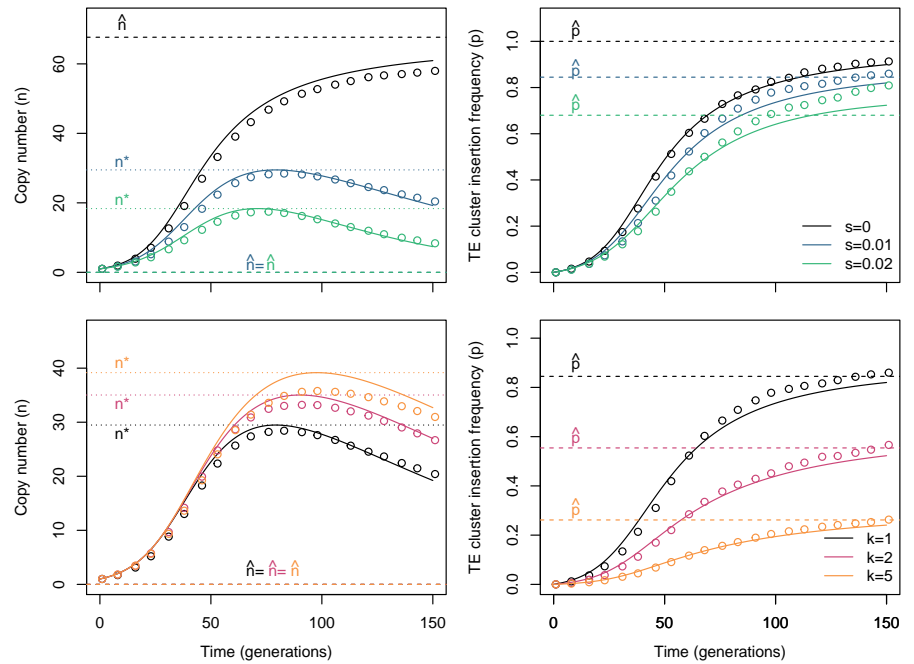 n̂
n*
n*
n̂= n̂
Copy number (n)
0
20
40
60
p̂
p̂
p̂
TE cluster insertion frequency (p)
0.0
0.2
0.4
0.6
0.8
1.0
s=0
s=0.01
s=0.02
n*
n*
n*
n̂= n̂= n̂
Copy number (n)
0
10
20
30
40
0
50
100
150
Time (generations)
p̂
p̂
p̂
TE cluster insertion frequency (p)
0.0
0.2
0.4
0.6
0.8
1.0
k=1
k=2
k=5
0
50
100
150
Time (generations)